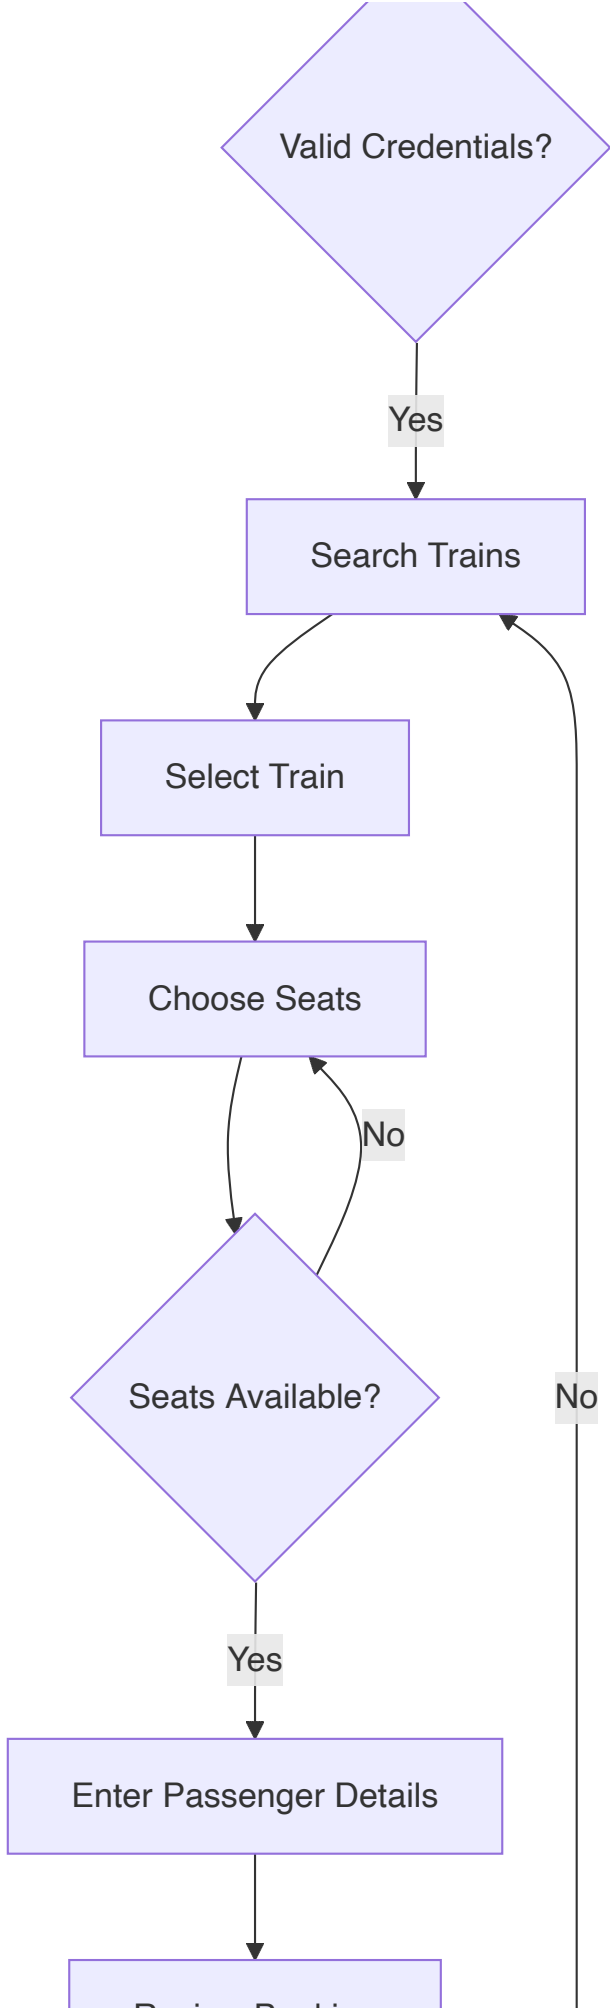 Valid Credentials?
Yes
Search Trains
Select Train
Choose Seats
No
Seats Available?
No
Yes
Enter Passenger Details